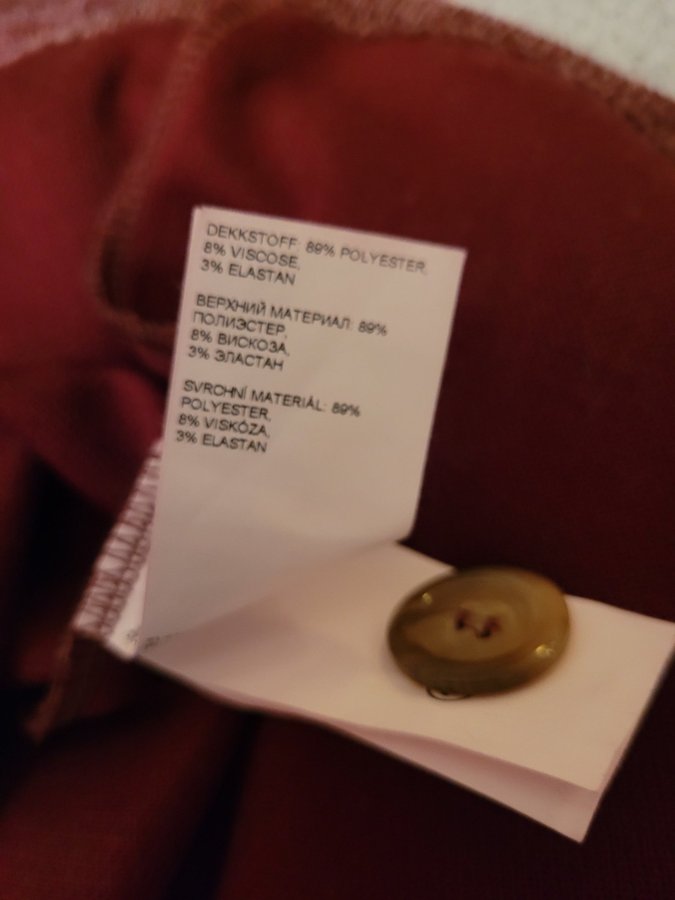 DEKKSTOFF: 89% POLYESTER,
8% VISCOSE,
3% ELASTAN
ВЕРХНИЙ МАТЕРИАЛ: 89%
ПОЛИЭСТЕР,
8% ВИСКОЗА,
3% ЭЛАСТАН
SVRCHNÍ MATERIÁL: 89%
POLYESTER,
8% VISKÓZA,
3% ELASTAN